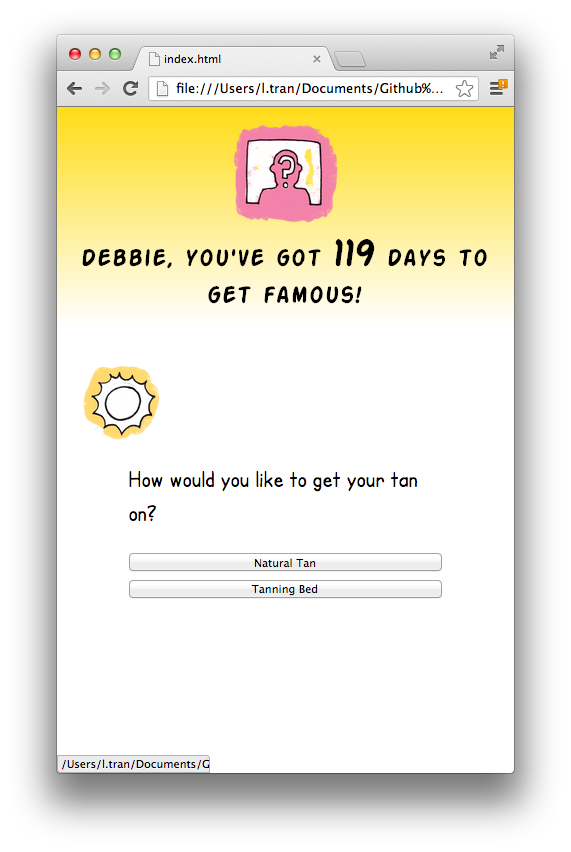 index.html
file:///Users/l.tran/Documents/Github%...
?
DEBBIE, YOU'VE GOT 119 DAYS TO
GET FAMOUS!
How would you like to get your tan
on?
Natural Tan
Tanning Bed
/Users/l.tran/Documents/G